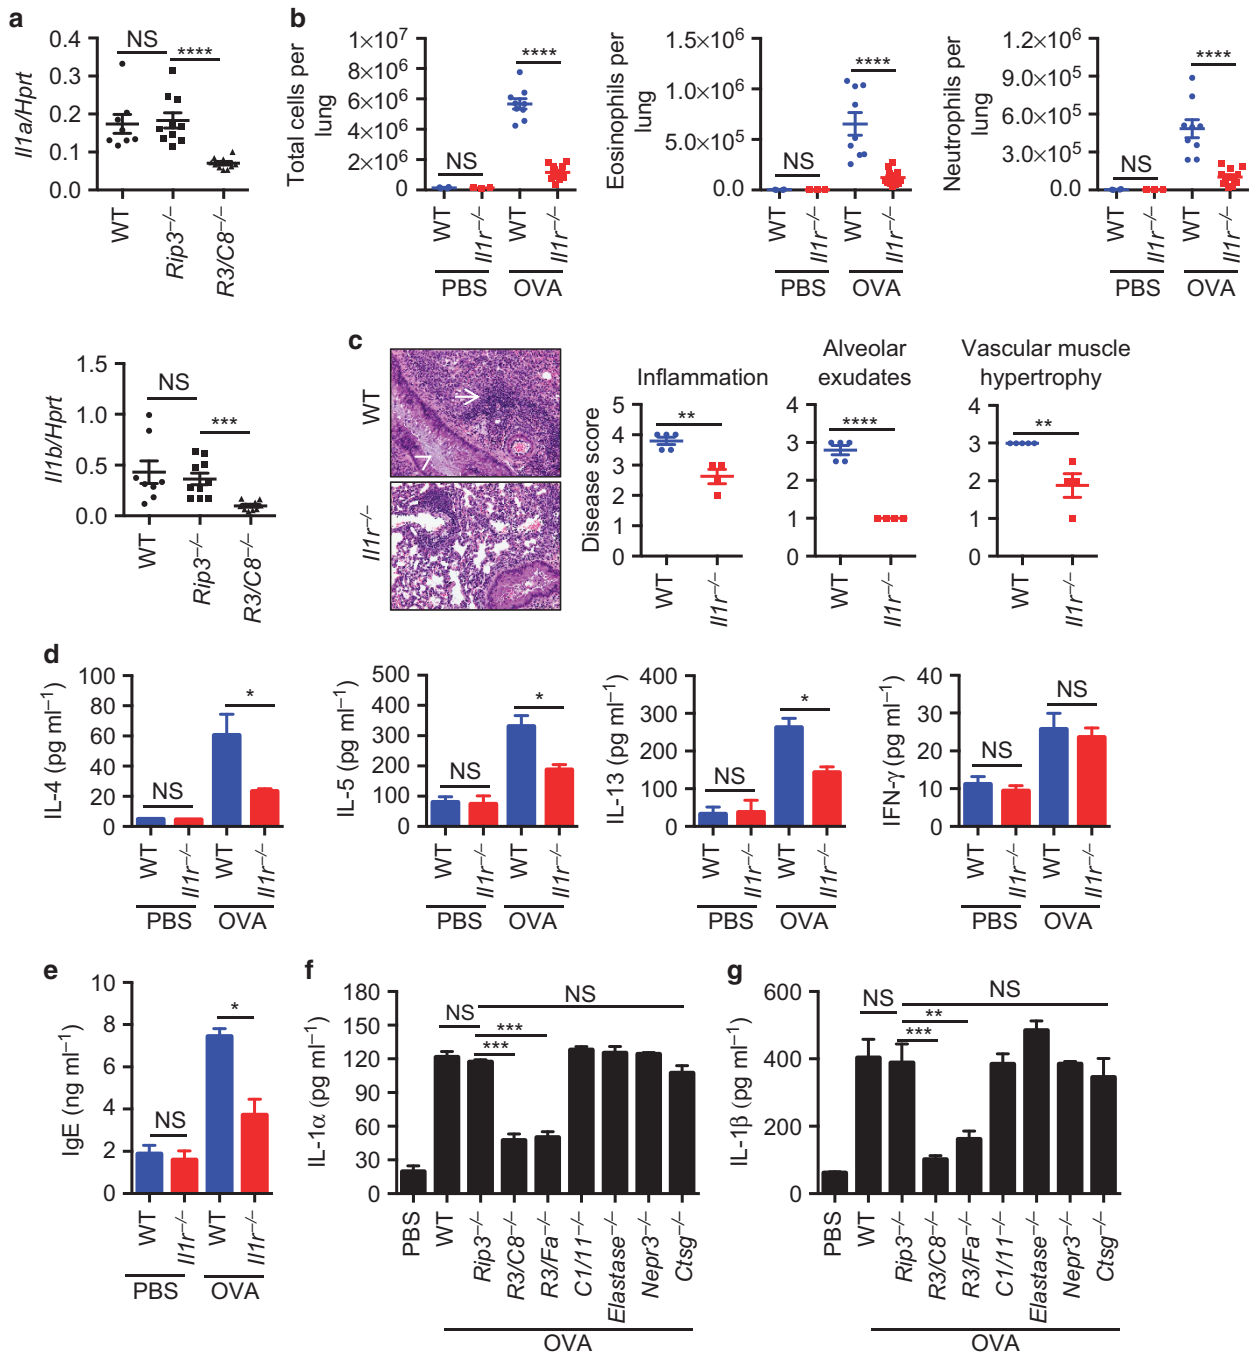 a
Il1a/Hprt
0.4
0.3
0.2
0.1
0.0
NS
****
WT
Rip3–/–
R3/C8–/–
Il1b/Hprt
1.5
1.0
0.5
0.0
NS
***
WT
Rip3–/–
R3/C8–/–
b
Total cells per
lung
1×10⁷
8×10⁶
6×10⁶
4×10⁶
2×10⁶
0
NS
****
WT
Il1r–/–
WT
Il1r–/–
PBS
OVA
Eosinophils per
lung
1.5×10⁶
1.0×10⁶
5.0×10⁵
0.0
NS
****
WT
Il1r–/–
WT
Il1r–/–
PBS
OVA
Neutrophils per
lung
1.2×10⁶
9.0×10⁵
6.0×10⁵
3.0×10⁵
0.0
NS
****
WT
Il1r–/–
WT
Il1r–/–
PBS
OVA
c
WT
Il1r–/–
Inflammation
Disease score
5
4
3
2
1
0
**
WT
Il1r–/–
Alveolar
exudates
4
3
2
1
0
****
WT
Il1r–/–
Vascular muscle
hypertrophy
4
3
2
1
0
**
WT
Il1r–/–
d
IL-4 (pg ml–1)
100
80
60
40
20
0
NS
*
WT
Il1r–/–
WT
Il1r–/–
PBS
OVA
IL-5 (pg ml–1)
500
400
300
200
100
0
NS
*
WT
Il1r–/–
WT
Il1r–/–
PBS
OVA
IL-13 (pg ml–1)
400
300
200
100
0
NS
*
WT
Il1r–/–
WT
Il1r–/–
PBS
OVA
IFN-γ (pg ml–1)
40
30
20
10
0
NS
NS
WT
Il1r–/–
WT
Il1r–/–
PBS
OVA
e
IgE (ng ml–1)
10
8
6
4
2
0
NS
*
WT
Il1r–/–
WT
Il1r–/–
PBS
OVA
f
IL-1α (pg ml–1)
180
150
120
90
60
30
0
NS
NS
***
***
PBS
WT
Rip3–/–
R3/C8–/–
R3/Fa–/–
C1/11–/–
Elastase–/–
Nepr3–/–
Ctsg–/–
OVA
g
IL-1β (pg ml–1)
600
400
200
0
NS
NS
**
***
PBS
WT
Rip3–/–
R3/C8–/–
R3/Fa–/–
C1/11–/–
Elastase–/–
Nepr3–/–
Ctsg–/–
OVA